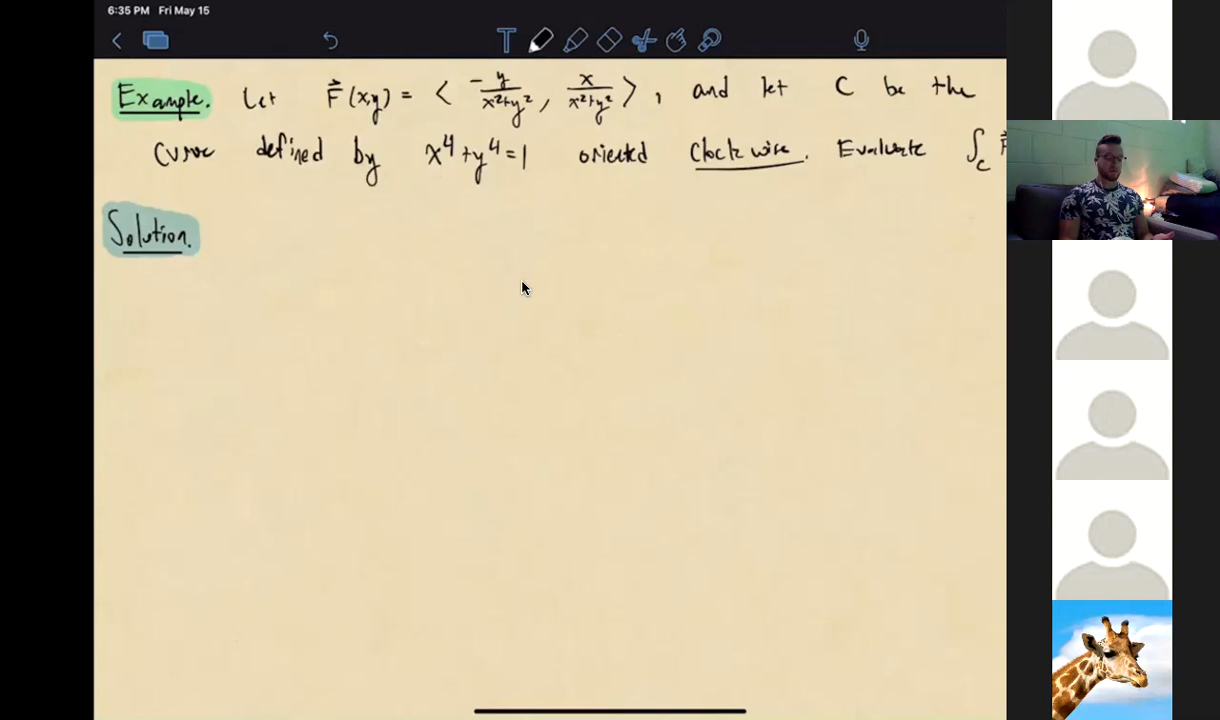 6:35 PM Fri May 15
T
Example. Let F⃗(x,y) = ⟨ -y/(x²+y²), x/(x²+y²) ⟩, and let C be the
curve defined by x⁴+y⁴=1 oriented Clockwise. Evaluate ∫_C F⃗
Solution.